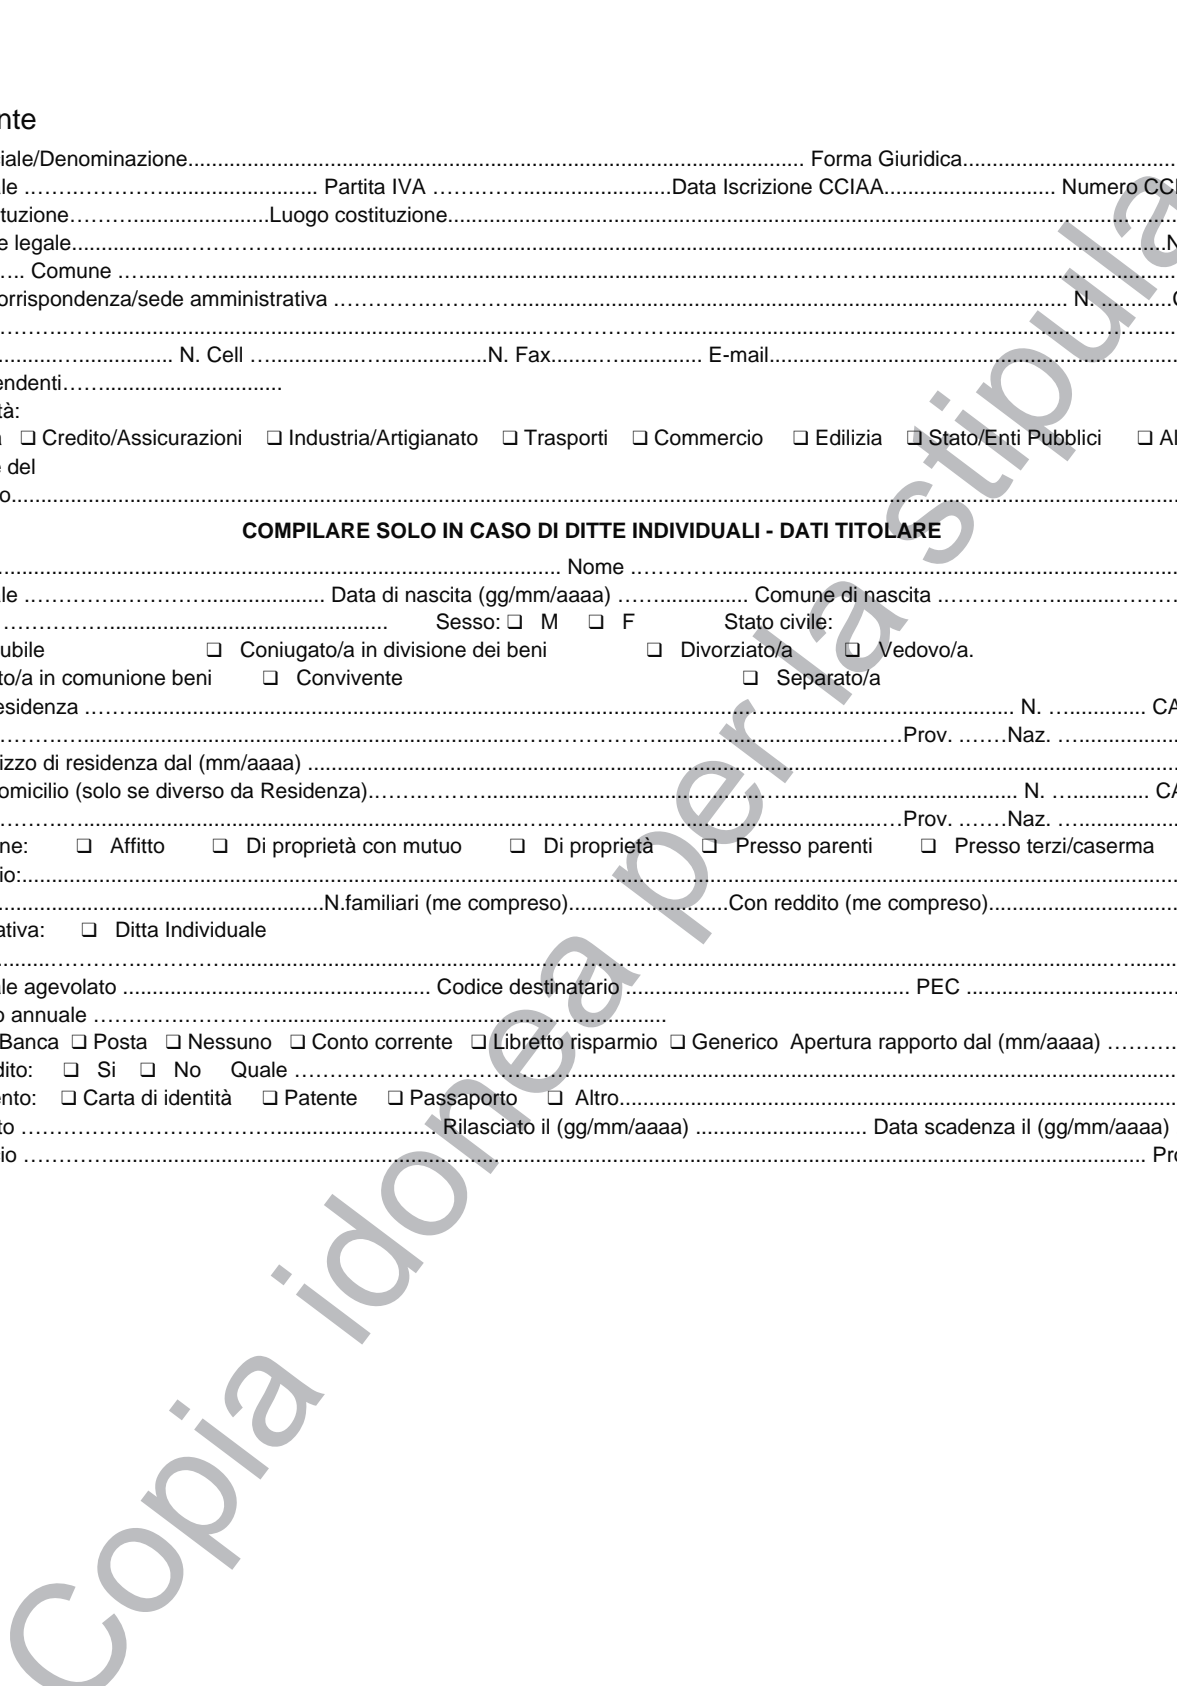 nte
iale/Denominazione.......... Forma Giuridica..........
le .......... Partita IVA ..........Data Iscrizione CCIAA.......... Numero CCI
tuzione..........Luogo costituzione..........
e legale..........N
.... Comune ..........
orrispondenza/sede amministrativa .......... N. ..........C
..........
.......... N. Cell ..........N. Fax.......... E-mail..........
endenti..........
tà:
a ❑ Credito/Assicurazioni ❑ Industria/Artigianato ❑ Trasporti ❑ Commercio ❑ Edilizia ❑ Stato/Enti Pubblici ❑ Al
e del
o..........
COMPILARE SOLO IN CASO DI DITTE INDIVIDUALI - DATI TITOLARE
.......... Nome ..........
le .......... Data di nascita (gg/mm/aaaa) .......... Comune di nascita ..........
.......... Sesso: ❑ M ❑ F Stato civile:
ubile ❑ Coniugato/a in divisione dei beni ❑ Divorziato/a ❑ Vedovo/a.
to/a in comunione beni ❑ Convivente ❑ Separato/a
esidenza .......... N. .......... CA
..........Prov. .......Naz. ..........
izzo di residenza dal (mm/aaaa) ..........
omicilio (solo se diverso da Residenza).......... N. .......... CA
..........Prov. .......Naz. ..........
ne: ❑ Affitto ❑ Di proprietà con mutuo ❑ Di proprietà ❑ Presso parenti ❑ Presso terzi/caserma
io:..........
..........N.familiari (me compreso)..........Con reddito (me compreso)..........
ativa: ❑ Ditta Individuale
..........
le agevolato .......... Codice destinatario .......... PEC ..........
o annuale ..........
Banca ❑ Posta ❑ Nessuno ❑ Conto corrente ❑ Libretto risparmio ❑ Generico Apertura rapporto dal (mm/aaaa) ..........
dito: ❑ Si ❑ No Quale ..........
ento: ❑ Carta di identità ❑ Patente ❑ Passaporto ❑ Altro..........
to .......... Rilasciato il (gg/mm/aaaa) .......... Data scadenza il (gg/mm/aaaa)
io .......... Pro
Copia idonea per la stipula